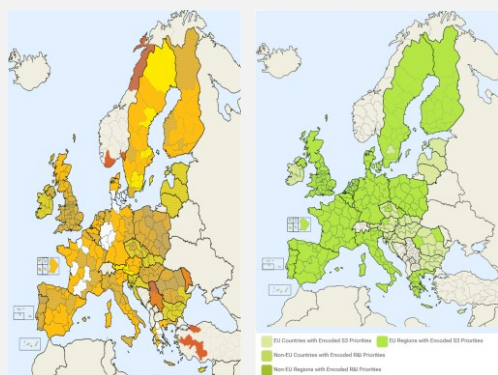 EU Countries with Encoded S3 Priorities EU Regions with Encoded S3 Priorities
Non-EU Countries with Encoded R&I Priorities
Non-EU Regions with Encoded R&I Priorities